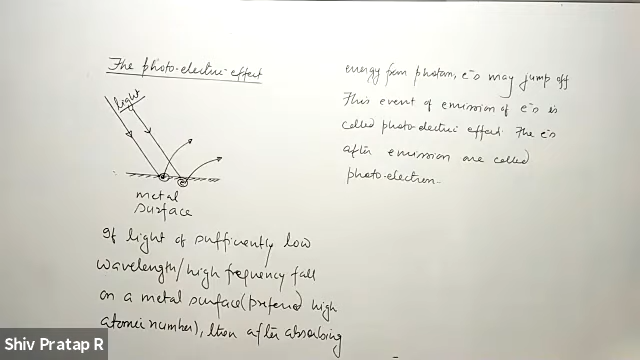 The photo-electric effect
light
metal
surface
If light of sufficently low
wavelength/high frequency fall
on a metal surface (preferred high
atomic number), then after absorbing
energy from photon, e⁻s may jump off
This event of emission of e⁻s is
called photo-electric effect. The e⁻s
after emission are called
photo-electron.
Shiv Pratap R